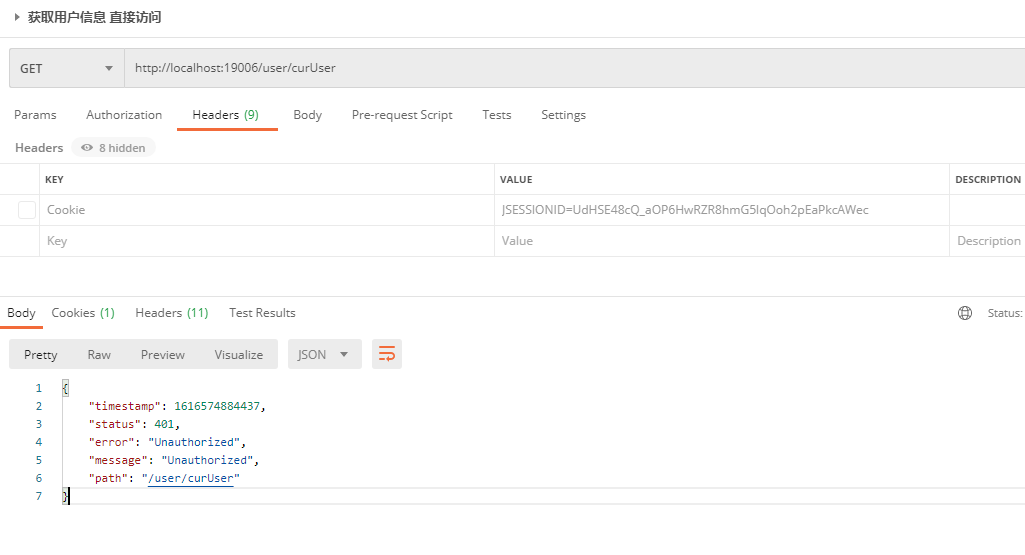 获取用户信息 直接访问
GET http://localhost:19006/user/curUser
Params Authorization Headers (9) Body Pre-request Script Tests Settings
Headers 8 hidden
KEY VALUE DESCRIPTION
Cookie JSESSIONID=UdHSE48cQ_aOP6HwRZR8hmG5IqOoh2pEaPkcAWec
Key Value Description
Body Cookies (1) Headers (11) Test Results Status:
Pretty Raw Preview Visualize JSON
1 {
2 "timestamp": 1616574884437,
3 "status": 401,
4 "error": "Unauthorized",
5 "message": "Unauthorized",
6 "path": "/user/curUser"
7 }